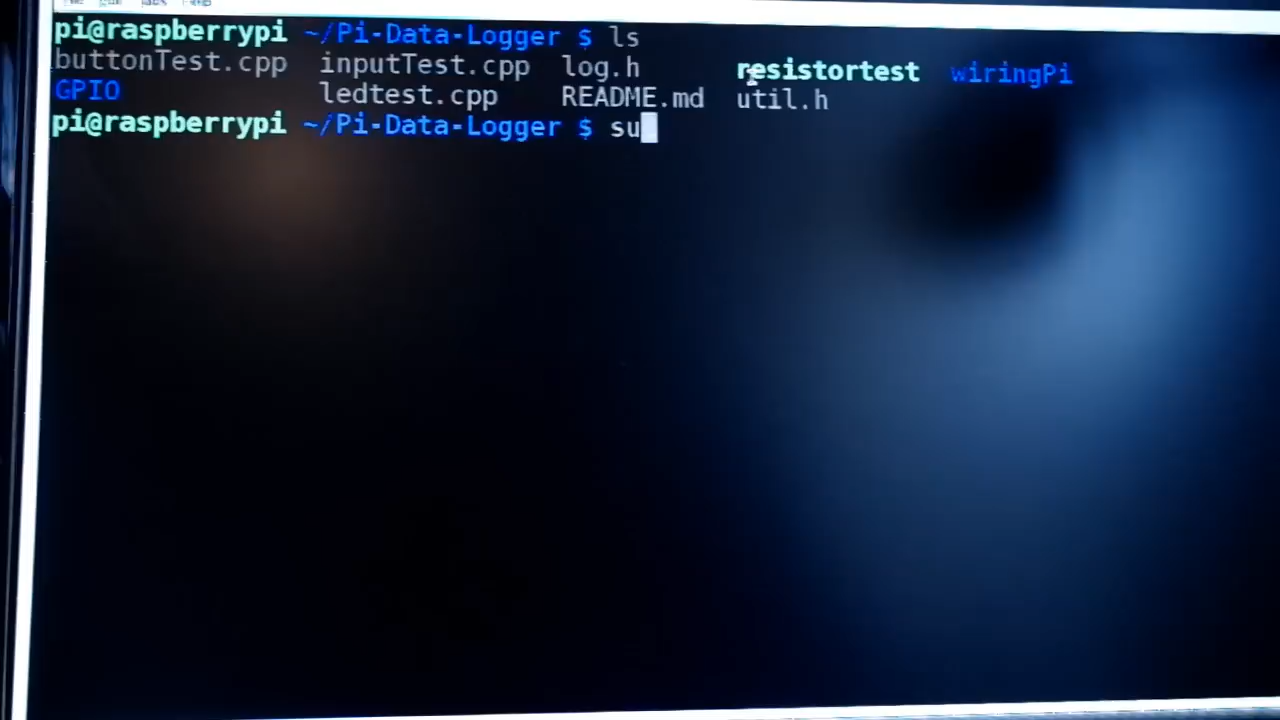 pi@raspberrypi ~/Pi-Data-Logger $ ls
buttonTest.cpp inputTest.cpp log.h resistortest wiringPi
GPIO ledtest.cpp README.md util.h
pi@raspberrypi ~/Pi-Data-Logger $ su